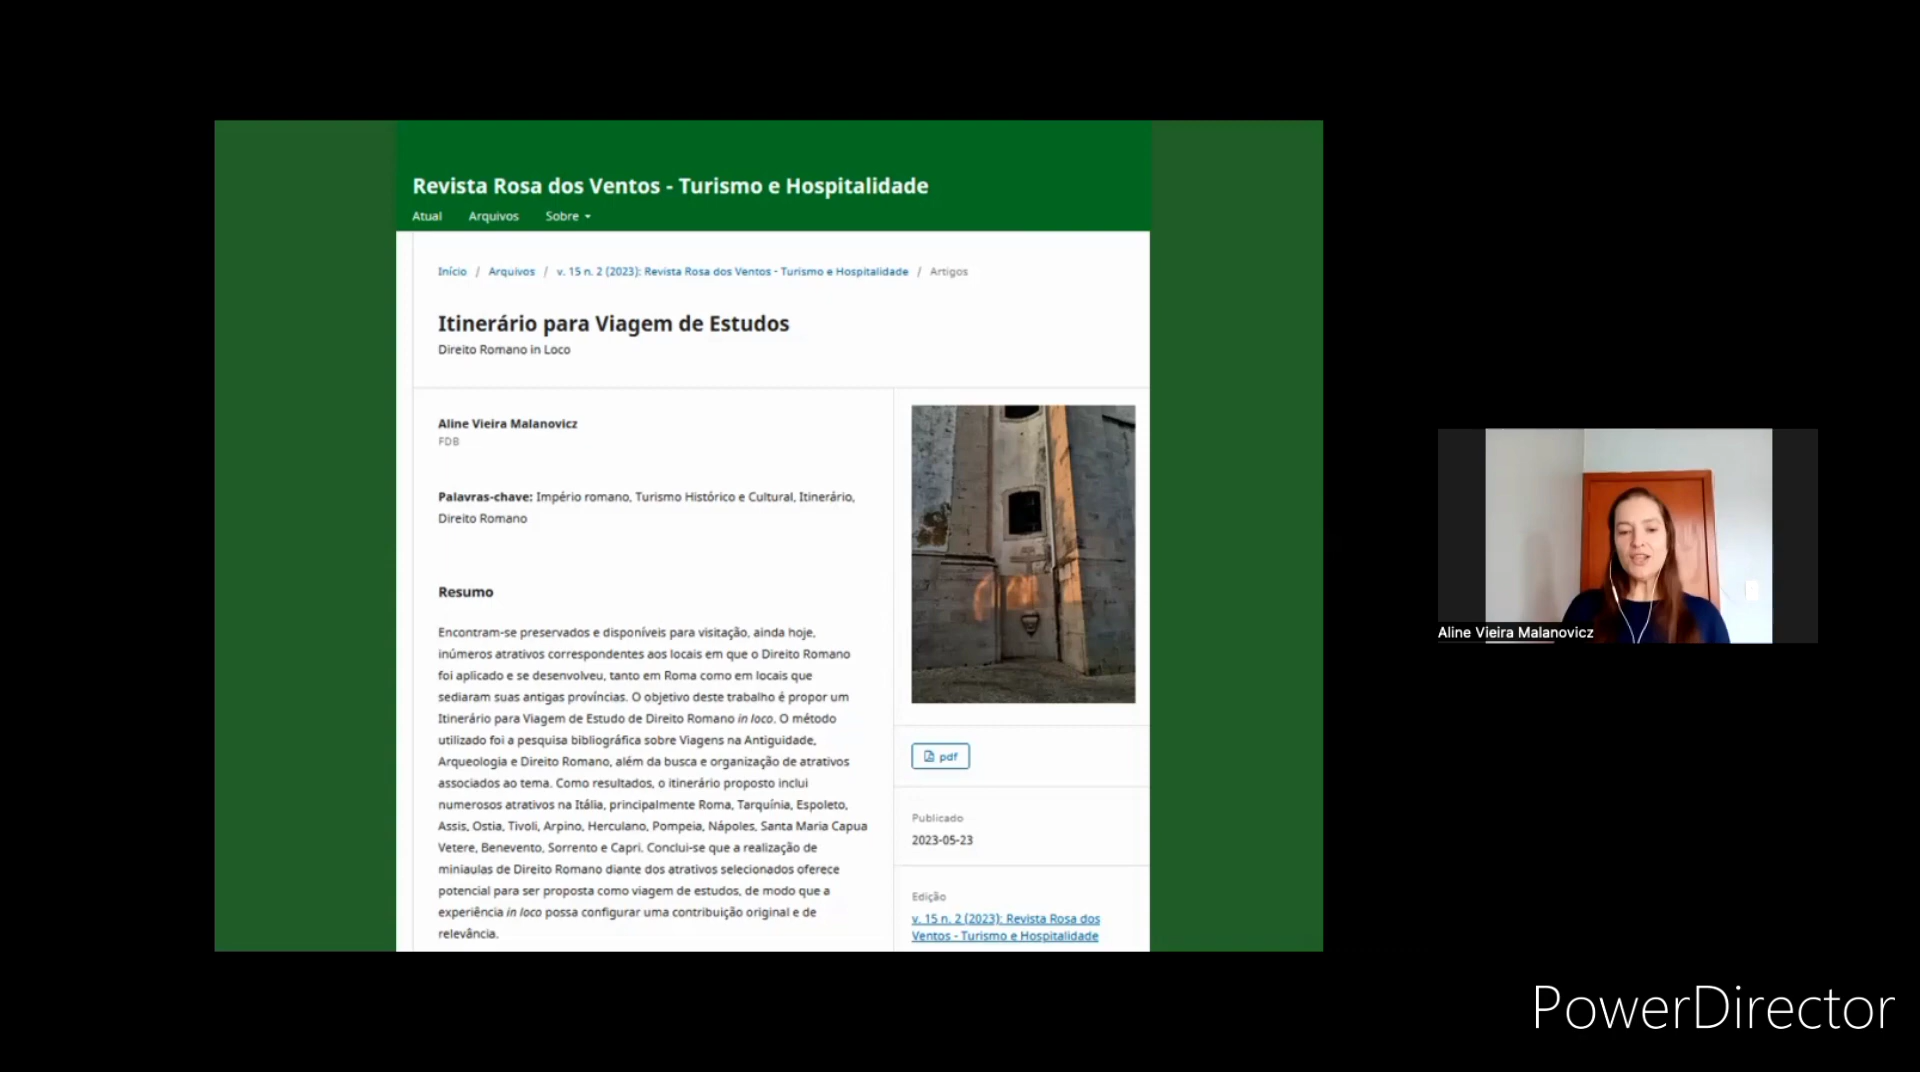 Revista Rosa dos Ventos - Turismo e Hospitalidade
Atual Arquivos Sobre
Início / Arquivos / v. 15 n. 2 (2023): Revista Rosa dos Ventos - Turismo e Hospitalidade / Artigos
Itinerário para Viagem de Estudos
Direito Romano in Loco
Aline Vieira Malanovicz
FDB
Palavras-chave: Império romano, Turismo Histórico e Cultural, Itinerário,
Direito Romano
Resumo
Encontram-se preservados e disponíveis para visitação, ainda hoje,
inúmeros atrativos correspondentes aos locais em que o Direito Romano
foi aplicado e se desenvolveu, tanto em Roma como em locais que
sediaram suas antigas províncias. O objetivo deste trabalho é propor um
Itinerário para Viagem de Estudo de Direito Romano in loco. O método
utilizado foi a pesquisa bibliográfica sobre Viagens na Antiguidade,
Arqueologia e Direito Romano, além da busca e organização de atrativos
associados ao tema. Como resultados, o itinerário proposto inclui
numerosos atrativos na Itália, principalmente Roma, Tarquínia, Espoleto,
Assis, Ostia, Tivoli, Arpino, Herculano, Pompeia, Nápoles, Santa Maria Capua
Vetere, Benevento, Sorrento e Capri. Conclui-se que a realização de
miniaulas de Direito Romano diante dos atrativos selecionados oferece
potencial para ser proposta como viagem de estudos, de modo que a
experiência in loco possa configurar uma contribuição original e de
relevância.
pdf
Publicado
2023-05-23
Edição
v. 15 n. 2 (2023): Revista Rosa dos
Ventos - Turismo e Hospitalidade
Aline Vieira Malanovicz
PowerDirector